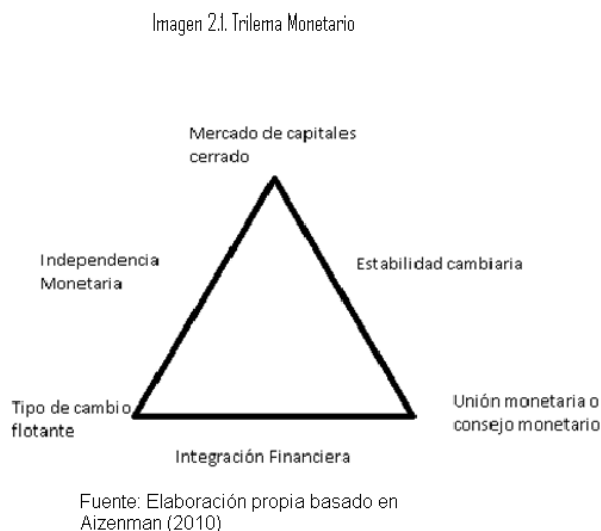 Imagen 2.1. Trilema Monetario
Mercado de capitales
cerrado
Independencia
Monetaria
Estabilidad cambiaria
Tipo de cambio
flotante
Unión monetaria o
consejo monetario
Integración Financiera
Fuente: Elaboración propia basado en
Aizenman (2010)